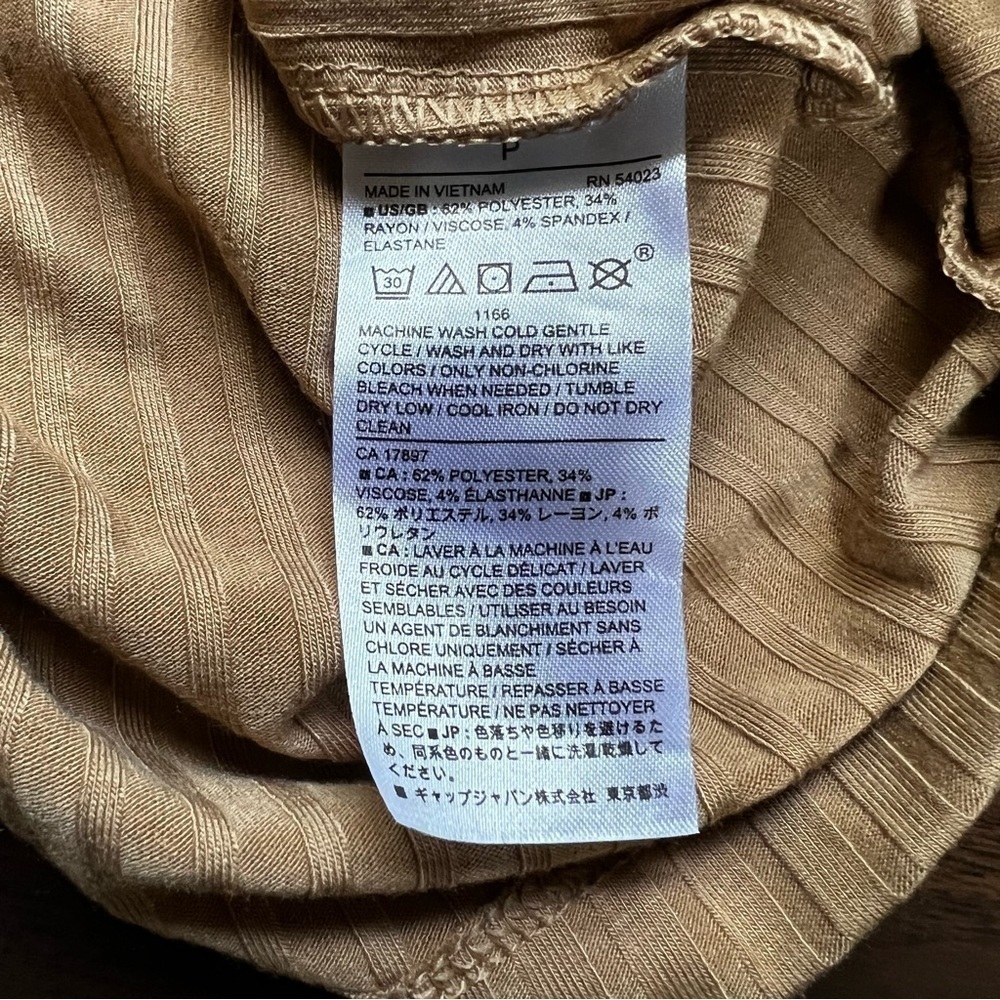 P
MADE IN VIETNAM RN 54023
■ US/GB : 62% POLYESTER, 34%
RAYON / VISCOSE, 4% SPANDEX /
ELASTANE
30 ®
1166
MACHINE WASH COLD GENTLE
CYCLE / WASH AND DRY WITH LIKE
COLORS / ONLY NON-CHLORINE
BLEACH WHEN NEEDED / TUMBLE
DRY LOW / COOL IRON / DO NOT DRY
CLEAN
CA 17897
■ CA : 62% POLYESTER, 34%
VISCOSE, 4% ÉLASTHANNE ■ JP :
62% ポリエステル, 34% レーヨン, 4% ポ
リウレタン
■ CA : LAVER À LA MACHINE À L'EAU
FROIDE AU CYCLE DÉLICAT / LAVER
ET SÉCHER AVEC DES COULEURS
SEMBLABLES / UTILISER AU BESOIN
UN AGENT DE BLANCHIMENT SANS
CHLORE UNIQUEMENT / SÉCHER À
LA MACHINE À BASSE
TEMPÉRATURE / REPASSER À BASSE
TEMPÉRATURE / NE PAS NETTOYER
À SEC ■ JP : 色落ちや色移りを避けるた
め、同系色のものと一緒に洗濯/乾燥して
ください。
■ ギャップジャパン株式会社 東京都渋